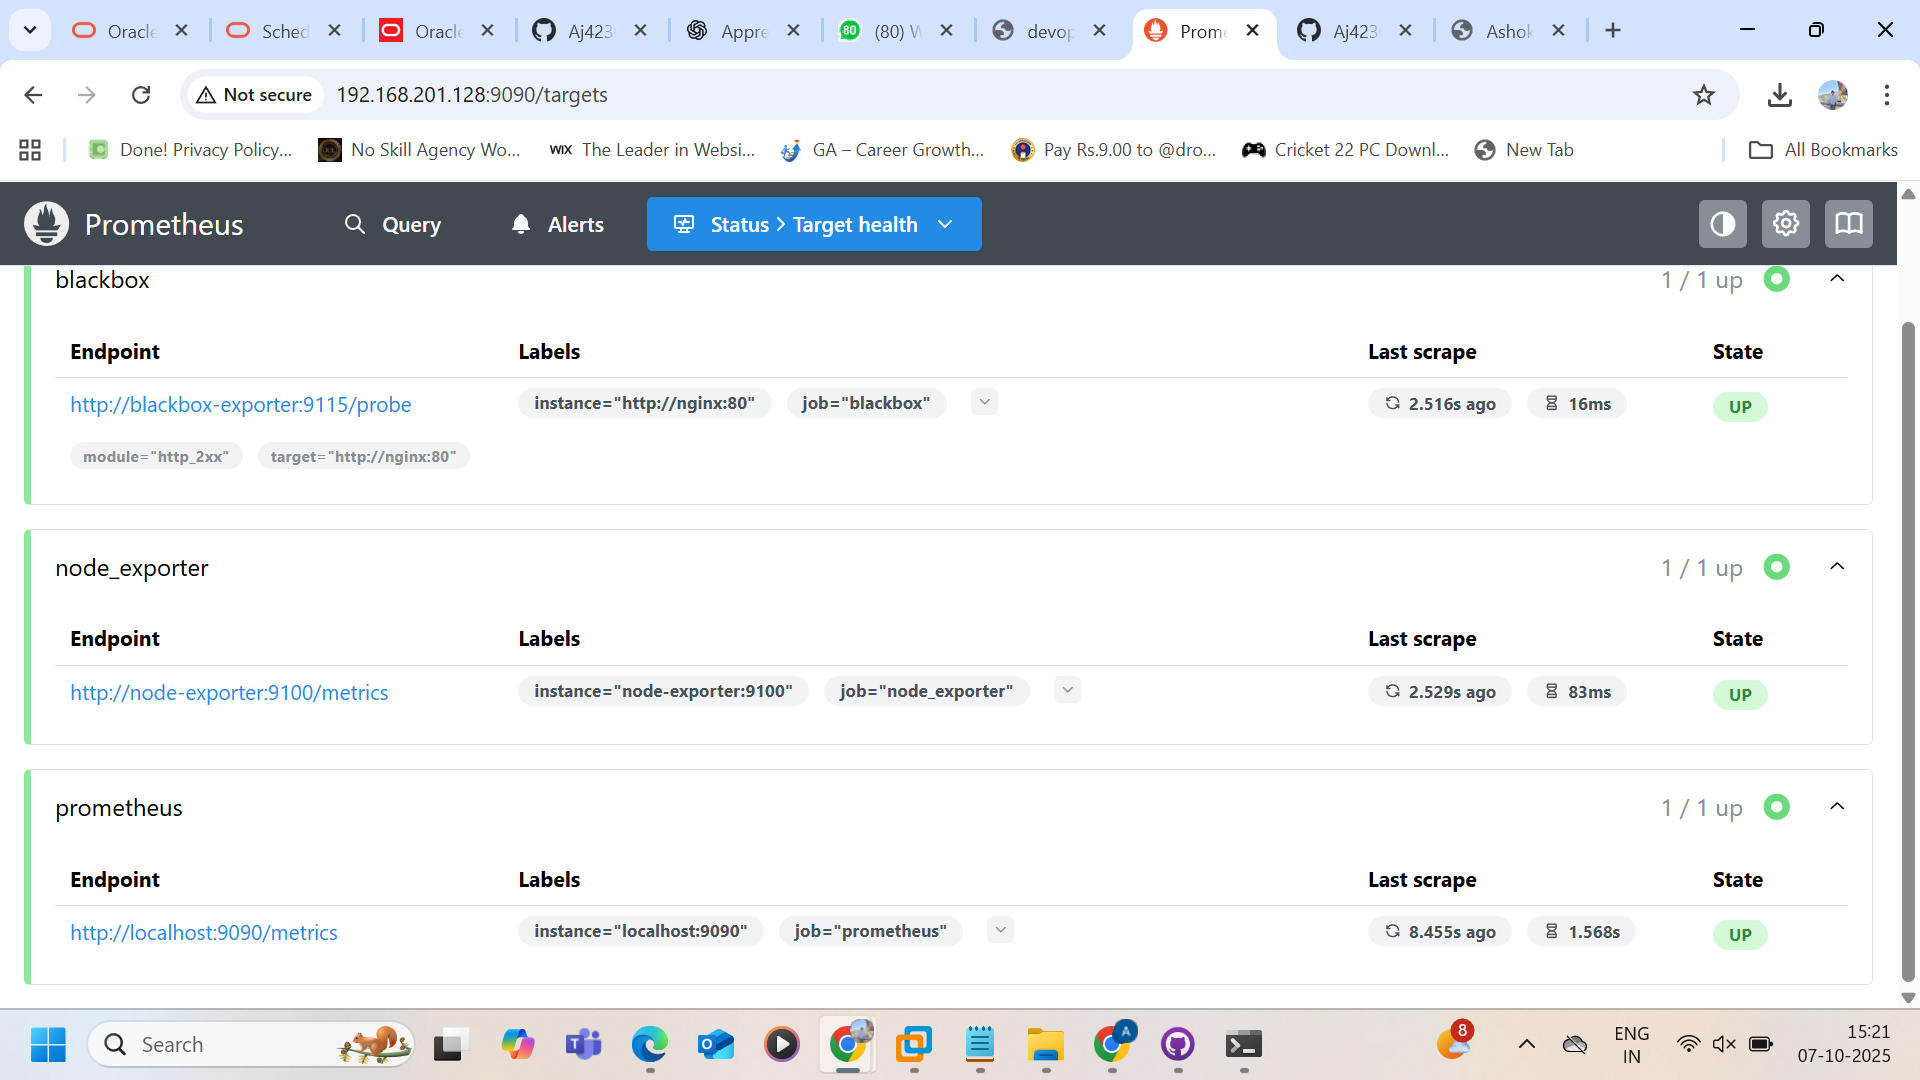 Oracle Sched Oracle Aj423 Appre (80) W devop Prome Aj423 Ashok
Not secure 192.168.201.128:9090/targets
Done! Privacy Policy... No Skill Agency Wo... WIX The Leader in Websi... GA – Career Growth... Pay Rs.9.00 to @dro... Cricket 22 PC Downl... New Tab All Bookmarks
Prometheus Query Alerts Status > Target health
blackbox 1 / 1 up
Endpoint Labels Last scrape State
http://blackbox-exporter:9115/probe instance="http://nginx:80" job="blackbox" 2.516s ago 16ms UP
module="http_2xx" target="http://nginx:80"
node_exporter 1 / 1 up
Endpoint Labels Last scrape State
http://node-exporter:9100/metrics instance="node-exporter:9100" job="node_exporter" 2.529s ago 83ms UP
prometheus 1 / 1 up
Endpoint Labels Last scrape State
http://localhost:9090/metrics instance="localhost:9090" job="prometheus" 8.455s ago 1.568s UP
Search 8 ENG 15:21
IN 07-10-2025